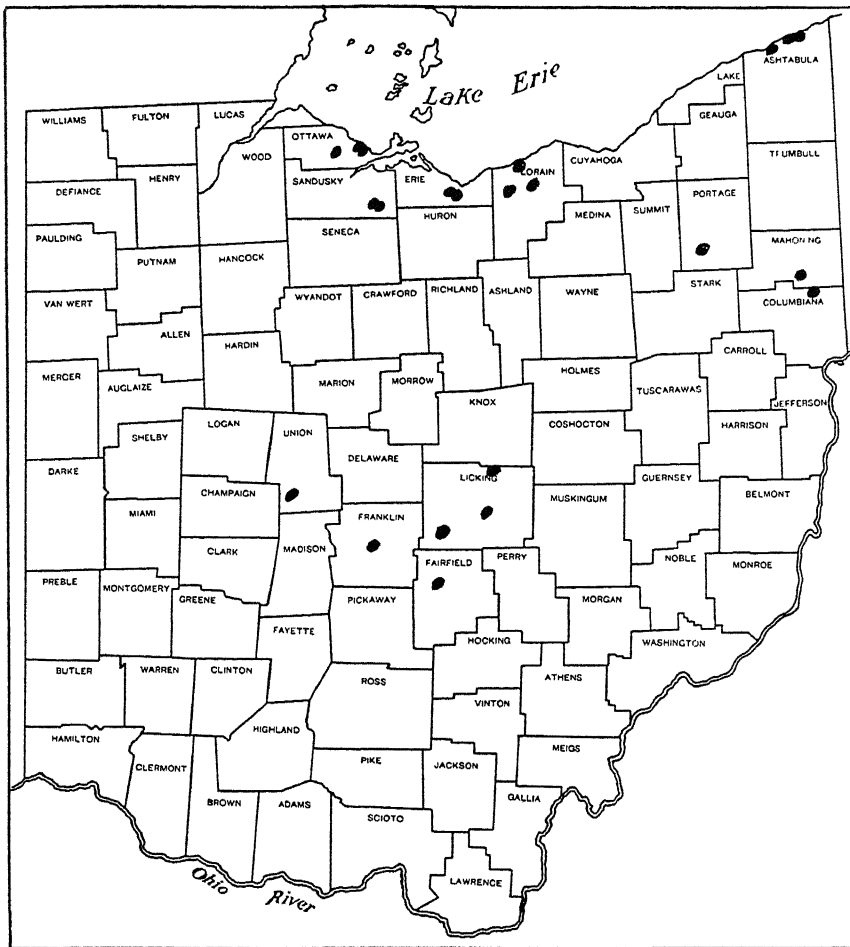 Lake Erie
ASHTABULA
LAKE
GEAUGA
WILLIAMS
FULTON
LUCAS
OTTAWA
WOOD
SANDUSKY
ERIE
LORAIN
CUYAHOGA
TRUMBULL
DEFIANCE
HENRY
PORTAGE
SENECA
HURON
MEDINA
SUMMIT
PAULDING
MAHONING
PUTNAM
HANCOCK
VAN WERT
WYANDOT
CRAWFORD
RICHLAND
ASHLAND
WAYNE
STARK
COLUMBIANA
ALLEN
HARDIN
CARROLL
MERCER
AUGLAIZE
MARION
MORROW
HOLMES
TUSCARAWAS
KNOX
JEFFERSON
LOGAN
UNION
COSHOCTON
HARRISON
SHELBY
DELAWARE
DARKE
LICKING
GUERNSEY
CHAMPAIGN
MUSKINGUM
BELMONT
MIAMI
FRANKLIN
CLARK
MADISON
FAIRFIELD
PERRY
NOBLE
MONROE
PREBLE
MONTGOMERY
GREENE
PICKAWAY
MORGAN
FAYETTE
HOCKING
WASHINGTON
BUTLER
WARREN
CLINTON
ROSS
ATHENS
VINTON
HIGHLAND
HAMILTON
MEIGS
CLERMONT
PIKE
JACKSON
BROWN
ADAMS
GALLIA
SCIOTO
LAWRENCE
Ohio River